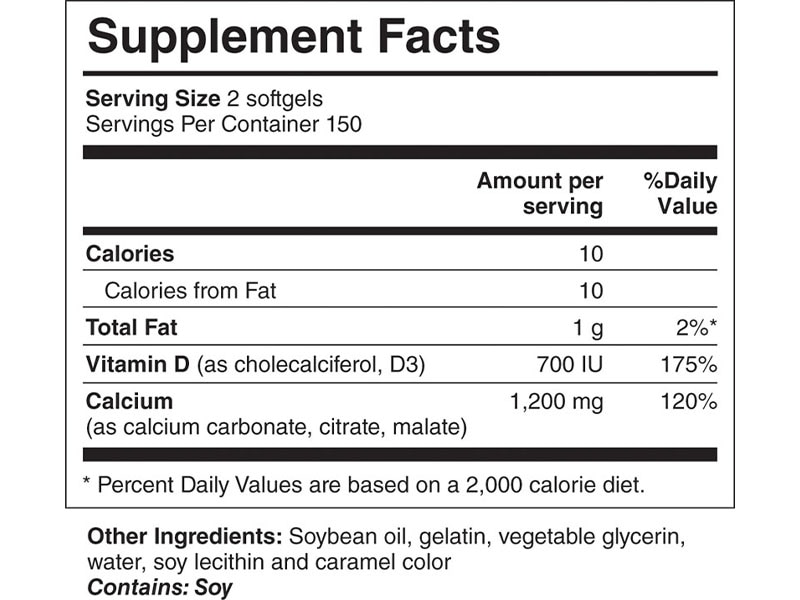 Supplement Facts
Serving Size 2 softgels
Servings Per Container 150
Amount per serving %Daily Value
Calories 10
Calories from Fat 10
Total Fat 1 g 2%*
Vitamin D (as cholecalciferol, D3) 700 IU 175%
Calcium 1,200 mg 120%
(as calcium carbonate, citrate, malate)
* Percent Daily Values are based on a 2,000 calorie diet.
Other Ingredients: Soybean oil, gelatin, vegetable glycerin,
water, soy lecithin and caramel color
Contains: Soy